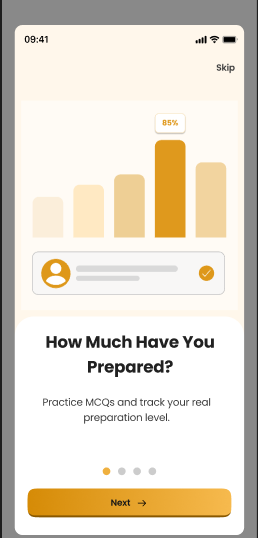 09:41
Skip
85%
How Much Have You
Prepared?
Practice MCQs and track your real
preparation level.
Next →